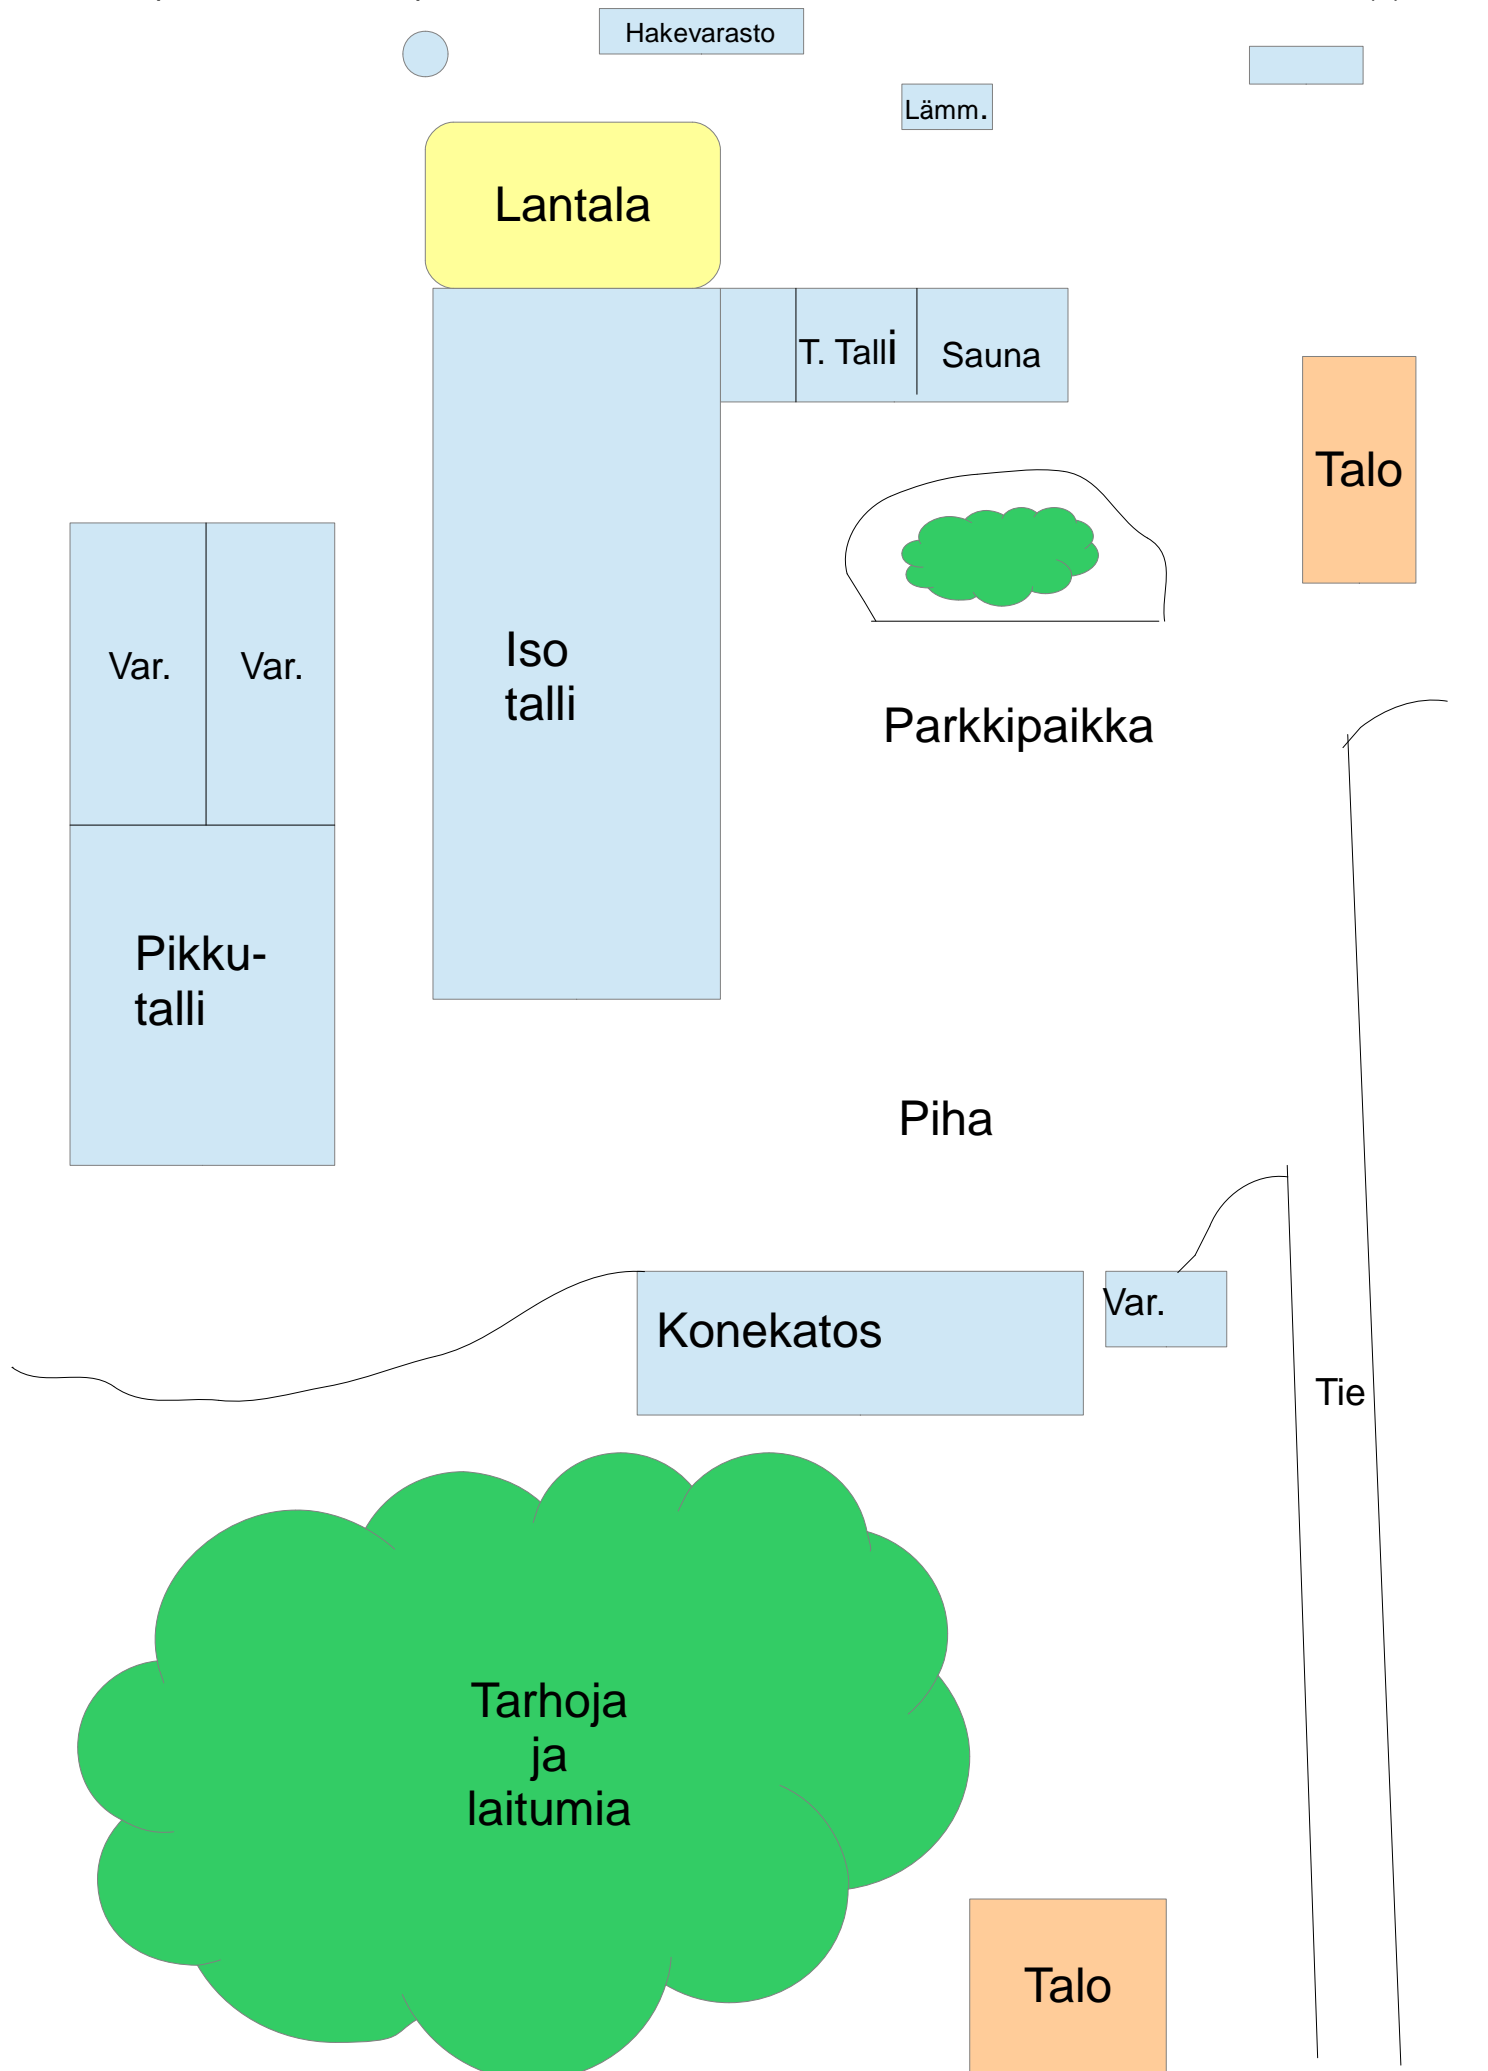 Hakevarasto
Lämm.
Lantala
T. Talli
Sauna
Talo
Iso
talli
Var.
Var.
Parkkipaikka
Pikku-
talli
Piha
Var.
Konekatos
Tie
Tarhoja
ja
laitumia
Talo